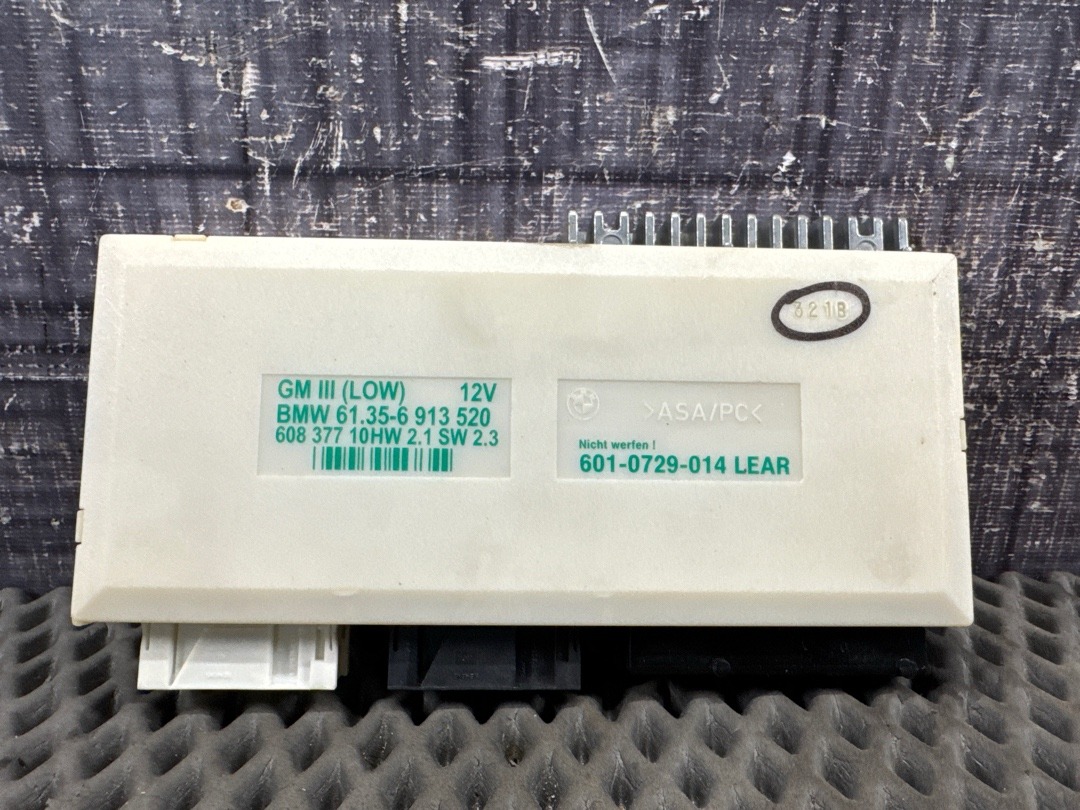 321B
GM III (LOW) 12V
BMW 61.35-6 913 520
608 377 10HW 2.1 SW 2.3
>ASA/PC<
Nicht werfen !
601-0729-014 LEAR